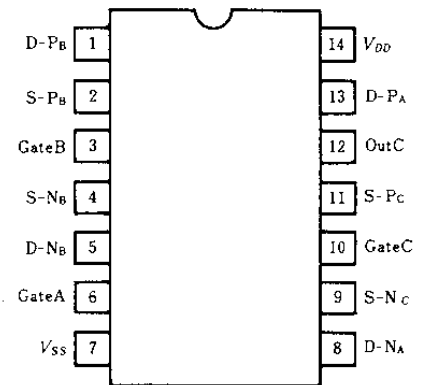 D-PB 1 14 VDD
S-PB 2 13 D-PA
GateB 3 12 OutC
S-NB 4 11 S-PC
D-NB 5 10 GateC
GateA 6 9 S-NC
VSS 7 8 D-NA